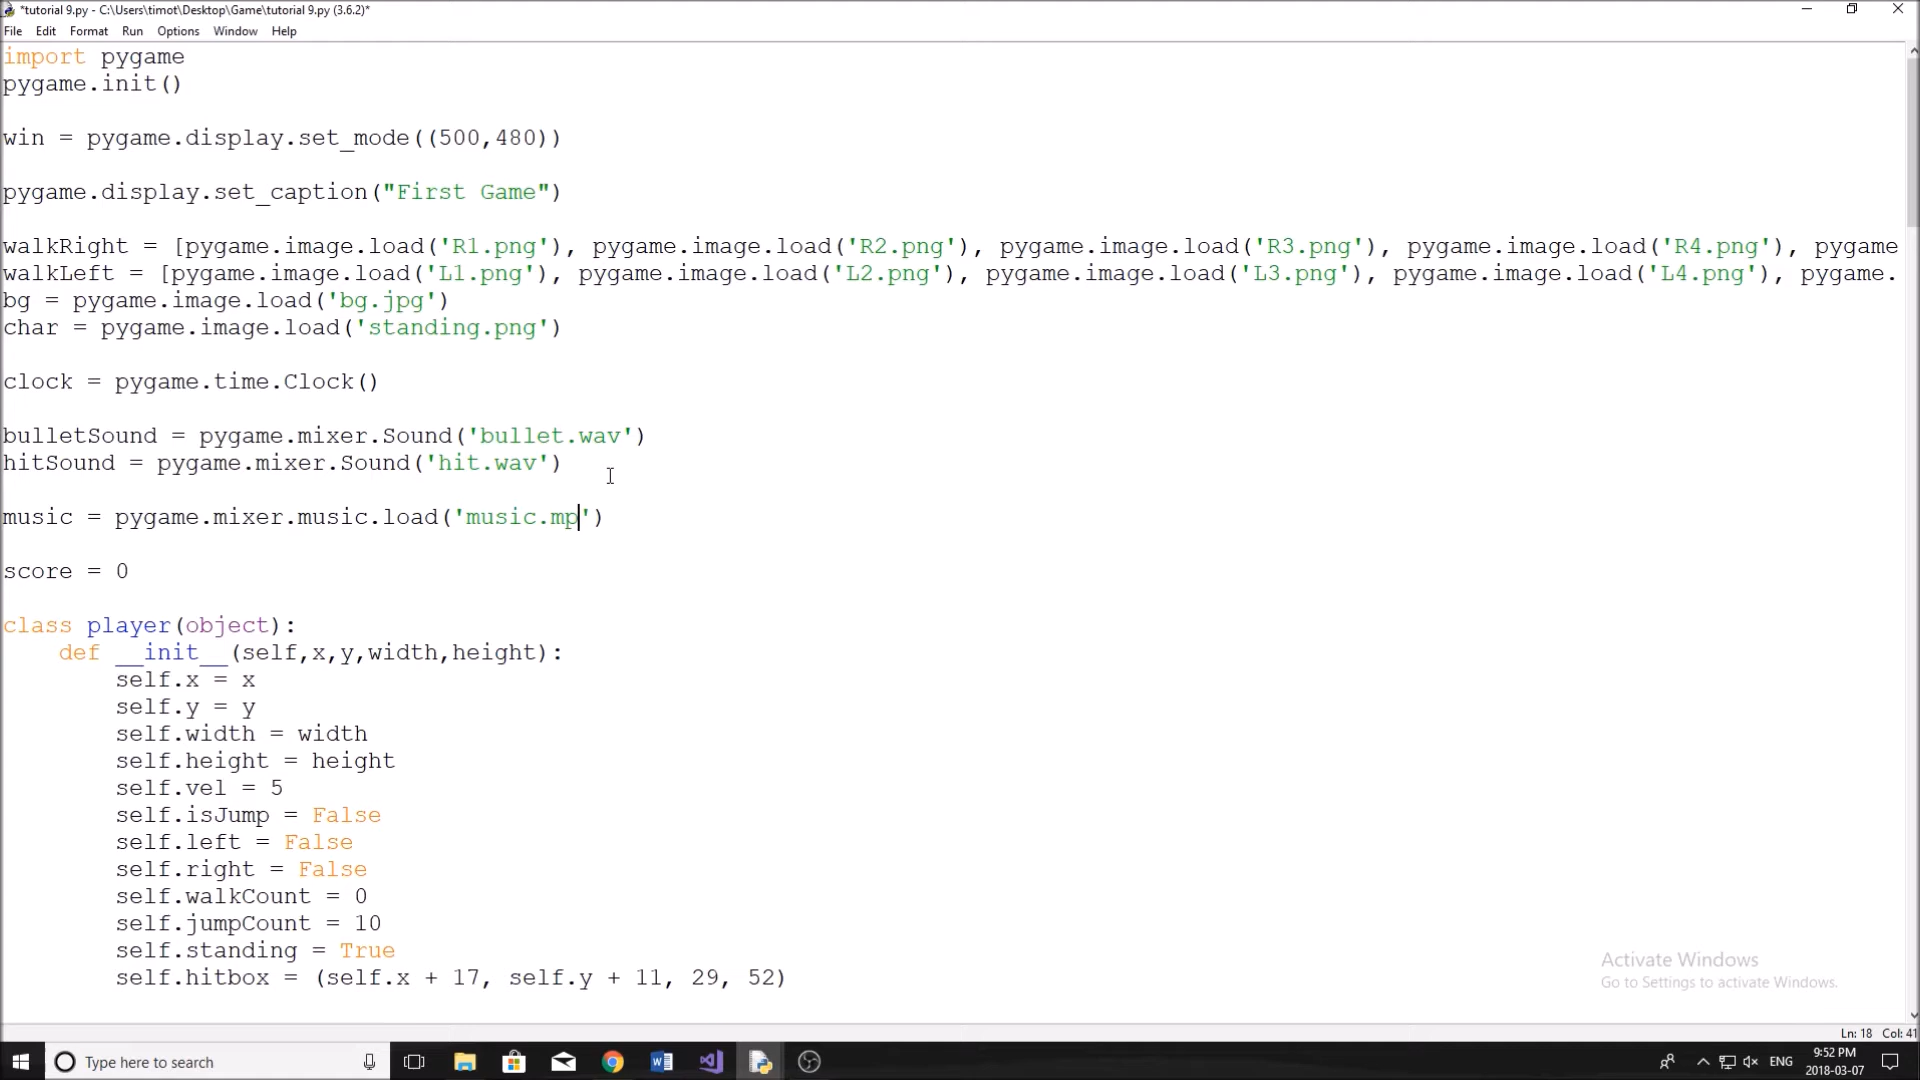 *tutorial 9.py - C:\Users\timot\Desktop\Game\tutorial 9.py (3.6.2)*
File Edit Format Run Options Window Help
import pygame
pygame.init()
win = pygame.display.set_mode((500,480))
pygame.display.set_caption("First Game")
walkRight = [pygame.image.load('R1.png'), pygame.image.load('R2.png'), pygame.image.load('R3.png'), pygame.image.load('R4.png'), pygame
walkLeft = [pygame.image.load('L1.png'), pygame.image.load('L2.png'), pygame.image.load('L3.png'), pygame.image.load('L4.png'), pygame.
bg = pygame.image.load('bg.jpg')
char = pygame.image.load('standing.png')
clock = pygame.time.Clock()
bulletSound = pygame.mixer.Sound('bullet.wav')
hitSound = pygame.mixer.Sound('hit.wav')
music = pygame.mixer.music.load('music.mp')
score = 0
class player(object):
    def __init__(self,x,y,width,height):
        self.x = x
        self.y = y
        self.width = width
        self.height = height
        self.vel = 5
        self.isJump = False
        self.left = False
        self.right = False
        self.walkCount = 0
        self.jumpCount = 10
        self.standing = True
        self.hitbox = (self.x + 17, self.y + 11, 29, 52)
Activate Windows
Go to Settings to activate Windows.
Ln: 18 Col: 41
Type here to search
ENG
9:52 PM
2018-03-07